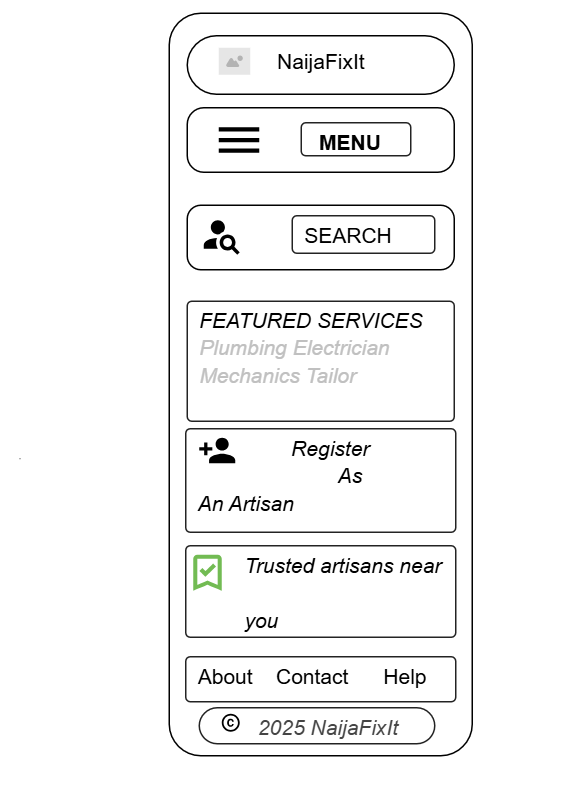 NaijaFixIt
MENU
SEARCH
FEATURED SERVICES
Plumbing Electrician
Mechanics Tailor
Register
As
An Artisan
Trusted artisans near
you
About Contact Help
© 2025 NaijaFixIt